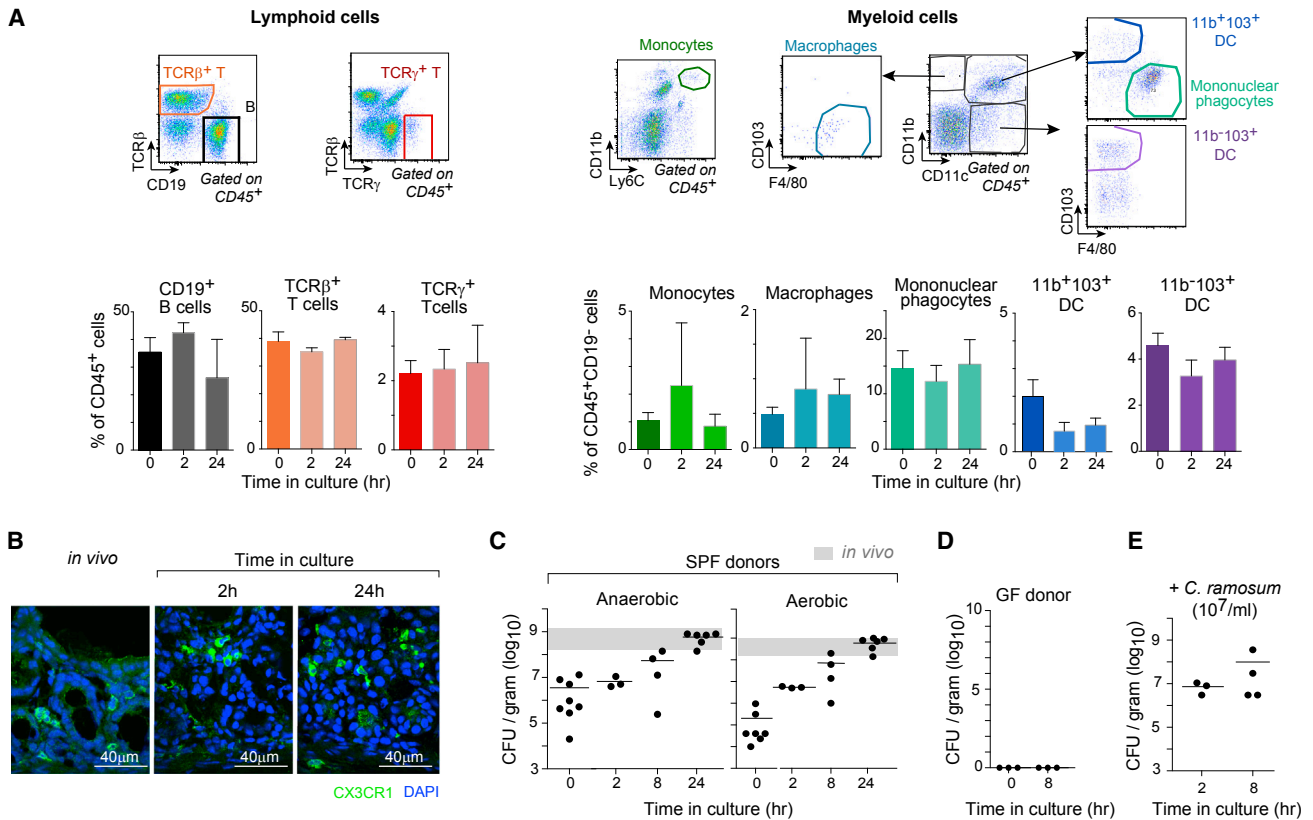 A
Lymphoid cells
Myeloid cells
TCRβ+ T
B
TCRβ
CD19
Gated on
CD45+
TCRγ+ T
TCRβ
TCRγ
Gated on
CD45+
Monocytes
CD11b
Ly6C
Gated on
CD45+
Macrophages
CD103
F4/80
CD11b
CD11c
Gated on
CD45+
11b+103+
DC
Mononuclear
phagocytes
11b-103+
DC
CD103
F4/80
% of CD45+ cells
CD19+
B cells
50
0
0 2 24
TCRβ+
T cells
50
0
0 2 24
TCRγ+
Tcells
4
2
0
0 2 24
Time in culture (hr)
% of CD45+CD19- cells
Monocytes
5
0
0 2 24
Macrophages
2
0
0 2 24
Mononuclear
phagocytes
20
10
0
0 2 24
11b+103+
DC
5
0
0 2 24
11b-103+
DC
6
4
2
0
0 2 24
Time in culture (hr)
B
in vivo
Time in culture
2h
24h
40μm
40μm
40μm
CX3CR1 DAPI
C
in vivo
SPF donors
Anaerobic
Aerobic
CFU / gram (log10)
9
7
5
3
0 2 8 24
0 2 8 24
Time in culture (hr)
D
GF donor
CFU / gram (log10)
10
8
6
4
2
0
0 8
Time in culture (hr)
E
+ C. ramosum
(10^7/ml)
CFU / gram (log10)
9
7
5
3
2 8
Time in culture (hr)